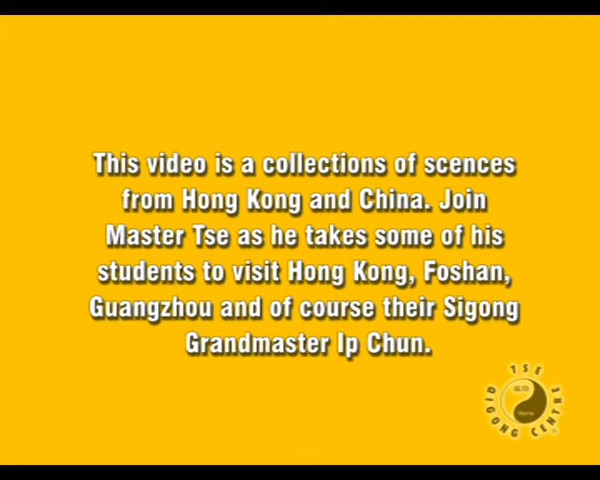 This video is a collections of scences
from Hong Kong and China. Join
Master Tse as he takes some of his
students to visit Hong Kong, Foshan,
Guangzhou and of course their Sigong
Grandmaster Ip Chun.
TSE
QIGONG CENTRE